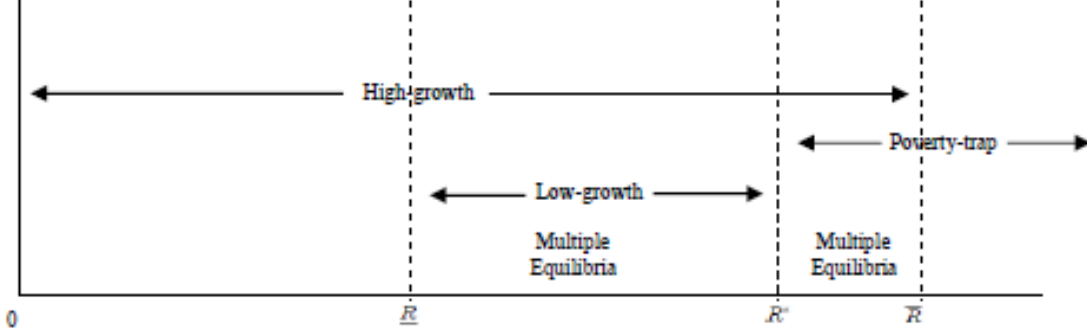 High-growth
Poverty-trap
Low-growth
Multiple
Equilibria
Multiple
Equilibria
0
R̲
R̅